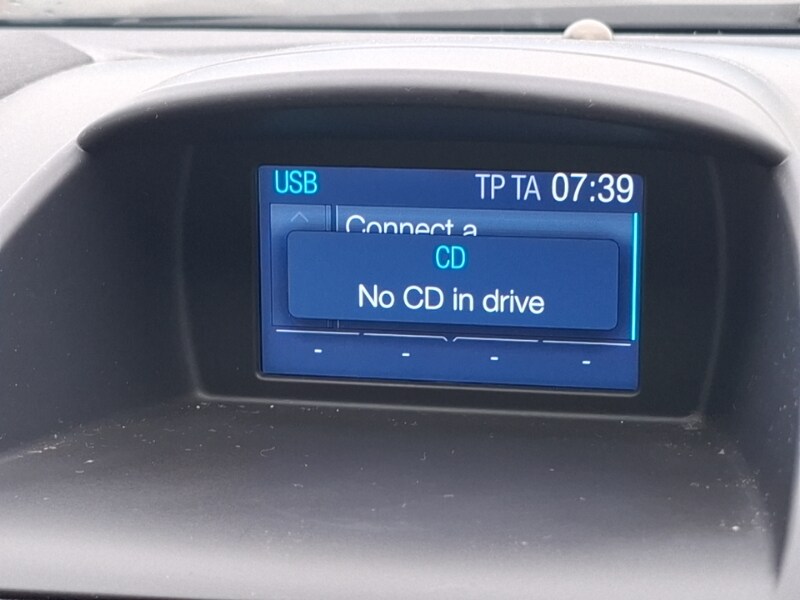 USB TP TA 07:39
Connect a
CD
No CD in drive
- - - -